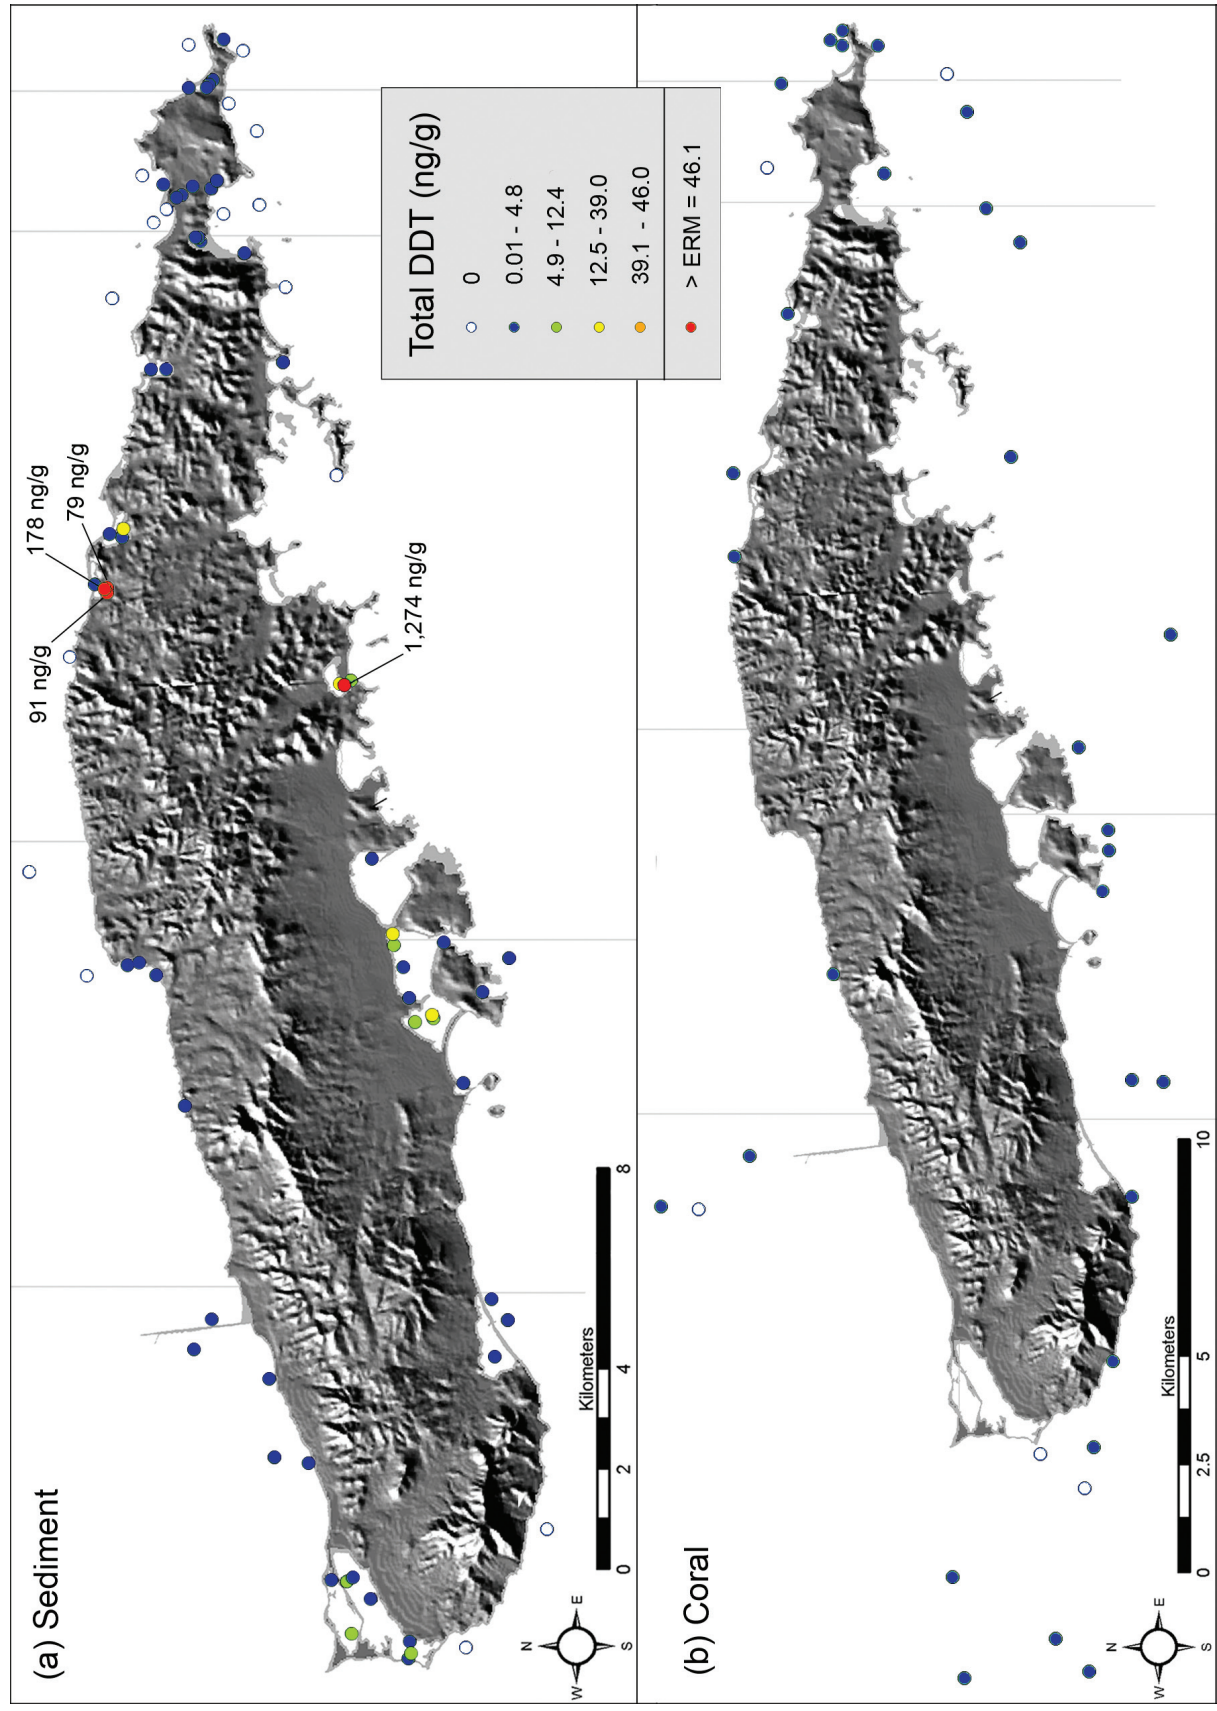 (a) Sediment
178 ng/g
79 ng/g
91 ng/g
1,274 ng/g
Total DDT (ng/g)
0
0.01 - 4.8
4.9 - 12.4
12.5 - 39.0
39.1 - 46.0
> ERM = 46.1
Kilometers
0 2 4 8
N
W E
S
(b) Coral
Kilometers
0 2.5 5 10
N
W E
S